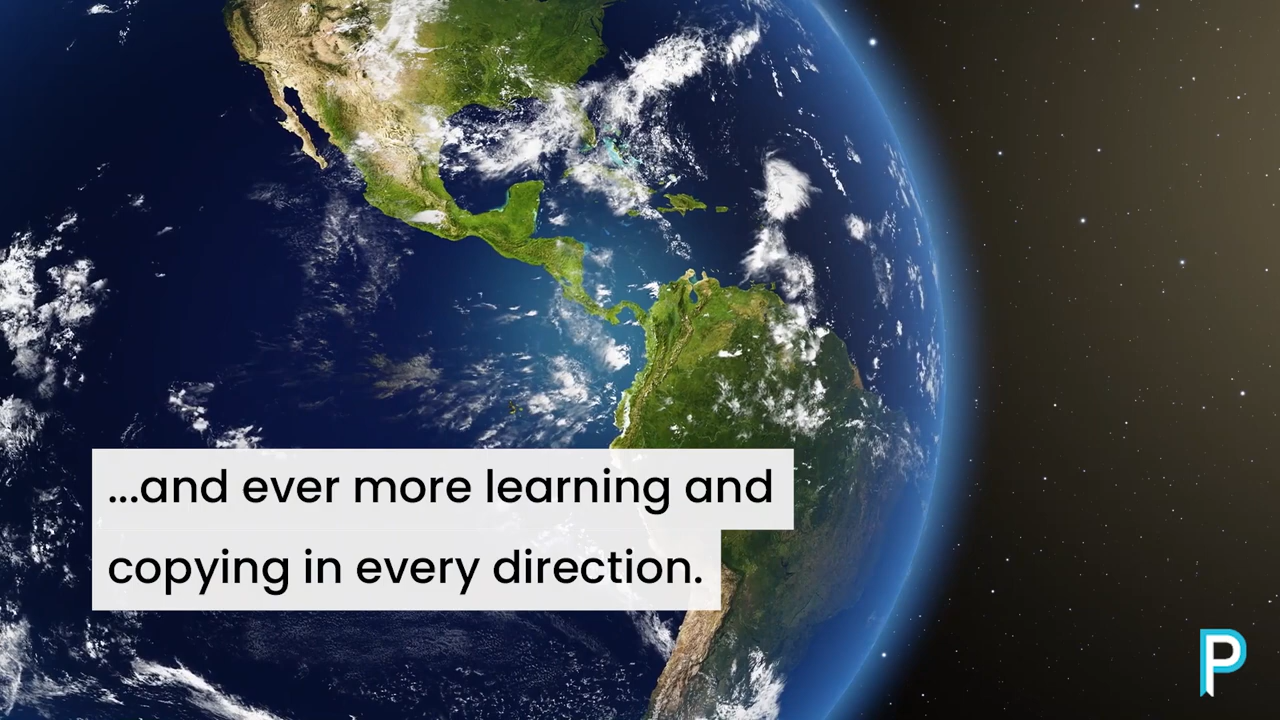 ...and ever more learning and
copying in every direction.
P